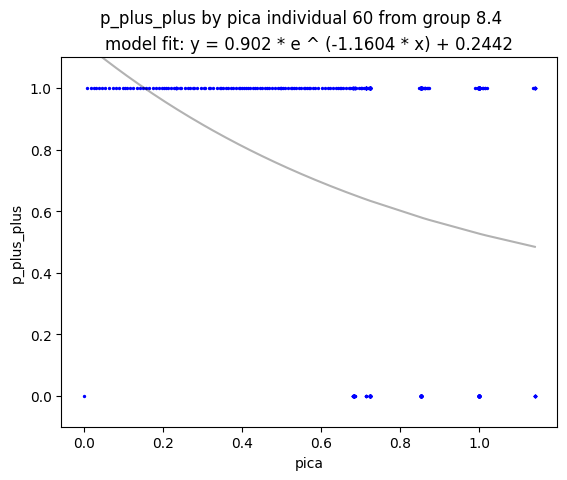 p_plus_plus by pica individual 60 from group 8.4
model fit: y = 0.902 * e ^ (-1.1604 * x) + 0.2442
1.0
0.8
0.6
0.4
0.2
0.0
p_plus_plus
0.0 0.2 0.4 0.6 0.8 1.0
pica